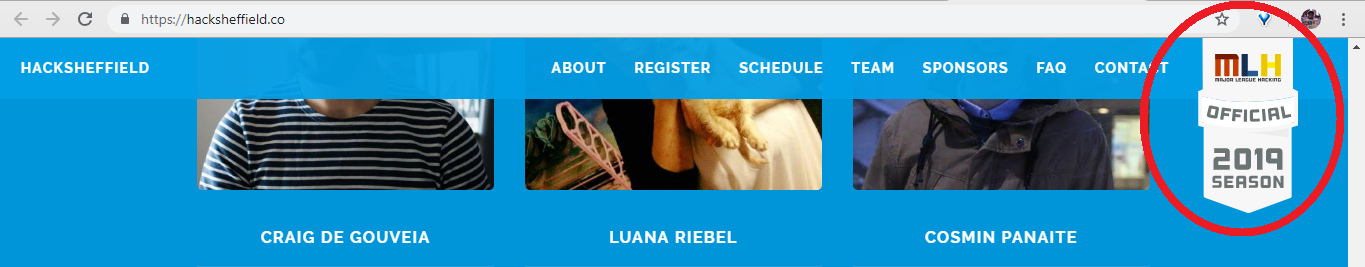 https://hacksheffield.co
HACKSHEFFIELD ABOUT REGISTER SCHEDULE TEAM SPONSORS FAQ CONTACT
MLH
MAJOR LEAGUE HACKING
OFFICIAL
2019
SEASON
CRAIG DE GOUVEIA LUANA RIEBEL COSMIN PANAITE